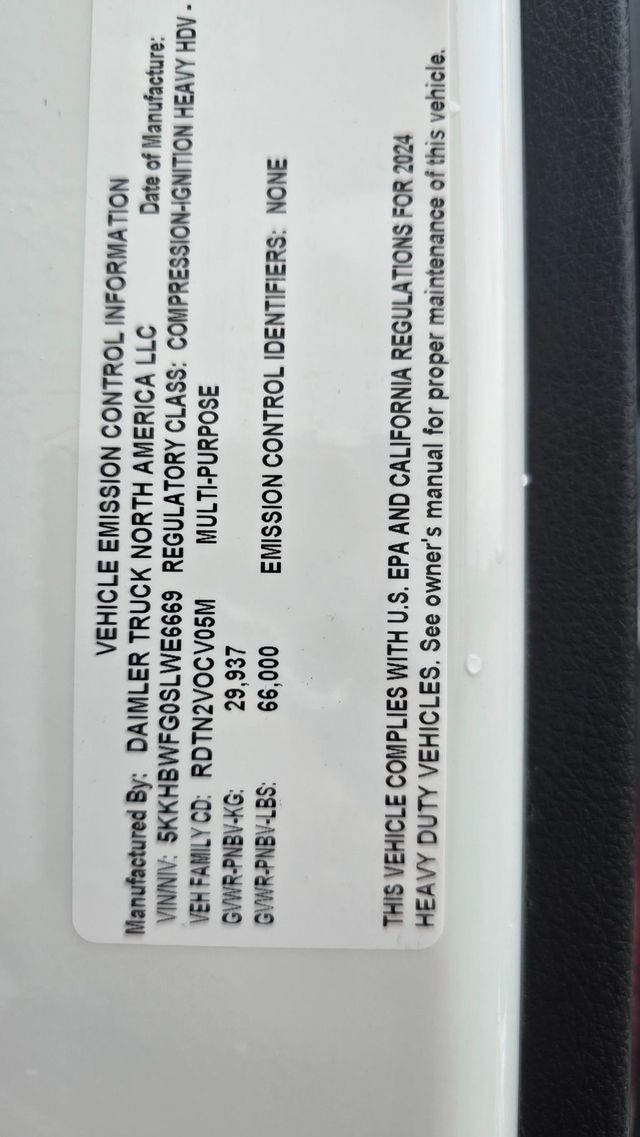 VEHICLE EMISSION CONTROL INFORMATION
Manufactured By: DAIMLER TRUCK NORTH AMERICA LLC Date of Manufacture:
VIN/NIV: 5KKHBWFG0SLWE6669 REGULATORY CLASS: COMPRESSION-IGNITION HEAVY HDV -
VEH FAMILY CD: RDTN2VOCV05M MULTI-PURPOSE
GVWR-PNBV-KG: 29,937
GVWR-PNBV-LBS: 66,000 EMISSION CONTROL IDENTIFIERS: NONE
THIS VEHICLE COMPLIES WITH U.S. EPA AND CALIFORNIA REGULATIONS FOR 2024
HEAVY DUTY VEHICLES. See owner's manual for proper maintenance of this vehicle.